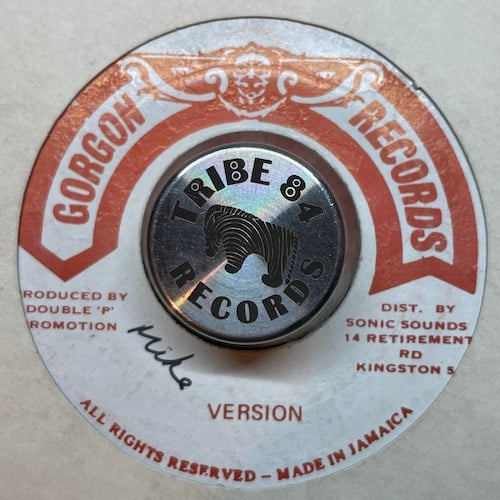 GORGON RECORDS
TRIBE 84
RECORDS
RODUCED BY
DOUBLE 'P'
ROMOTION
Mike
DIST. BY
SONIC SOUNDS
14 RETIREMENT
RD
KINGSTON 5
VERSION
ALL RIGHTS RESERVED – MADE IN JAMAICA